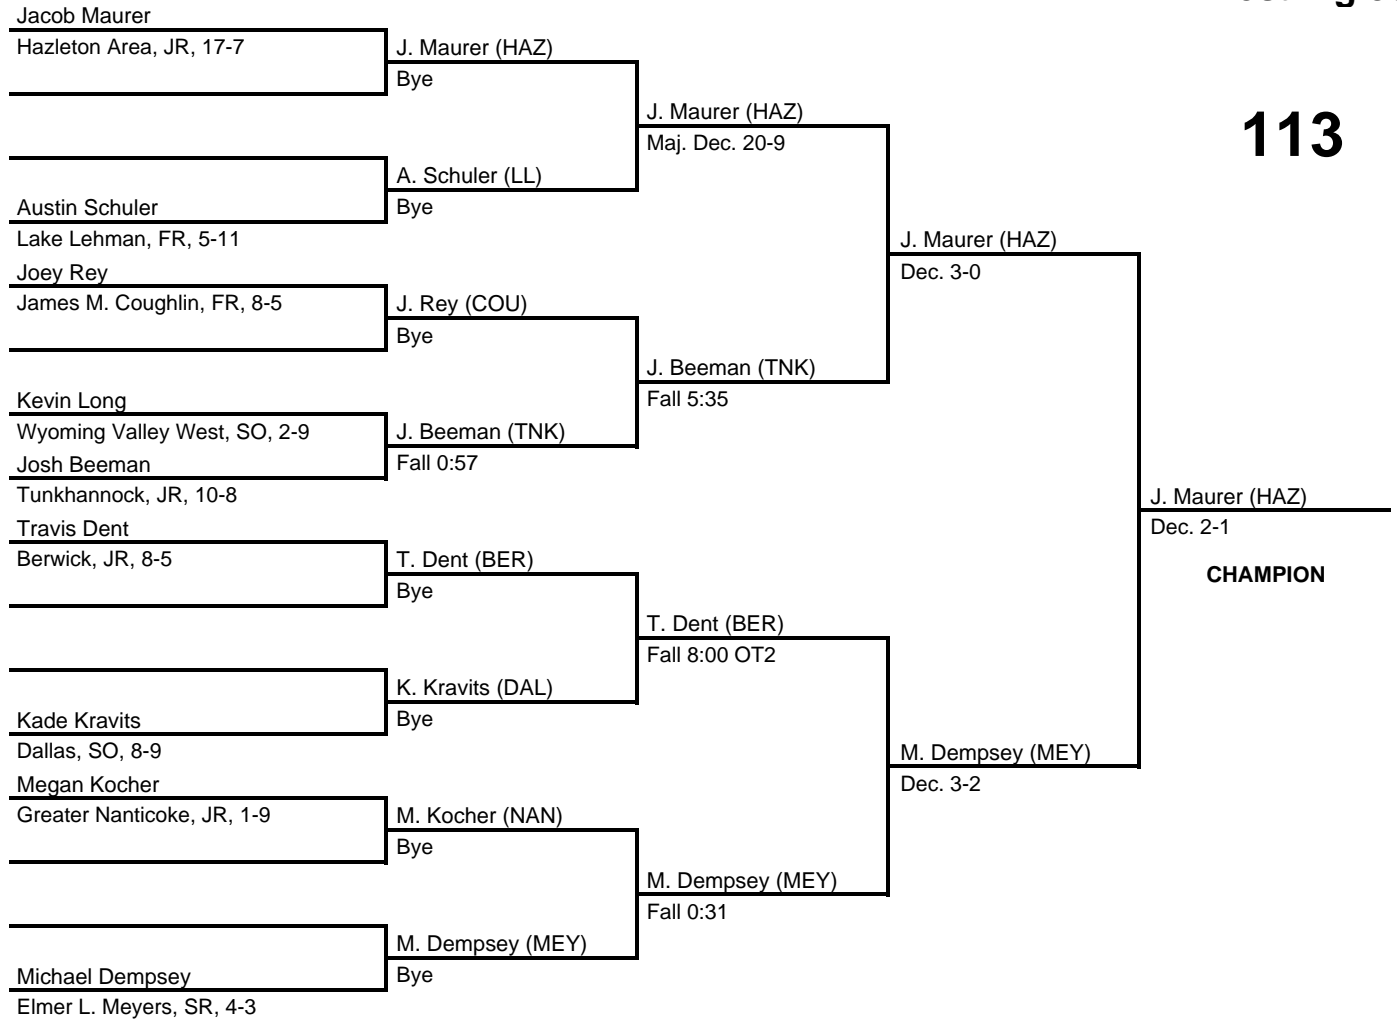 Jacob Maurer
Hazleton Area, JR, 17-7
J. Maurer (HAZ)
Bye
J. Maurer (HAZ)
Maj. Dec. 20-9
113
A. Schuler (LL)
Bye
Austin Schuler
Lake Lehman, FR, 5-11
J. Maurer (HAZ)
Dec. 3-0
Joey Rey
James M. Coughlin, FR, 8-5
J. Rey (COU)
Bye
J. Beeman (TNK)
Fall 5:35
Kevin Long
Wyoming Valley West, SO, 2-9
J. Beeman (TNK)
Fall 0:57
Josh Beeman
Tunkhannock, JR, 10-8
J. Maurer (HAZ)
Dec. 2-1
CHAMPION
Travis Dent
Berwick, JR, 8-5
T. Dent (BER)
Bye
T. Dent (BER)
Fall 8:00 OT2
K. Kravits (DAL)
Bye
Kade Kravits
Dallas, SO, 8-9
M. Dempsey (MEY)
Dec. 3-2
Megan Kocher
Greater Nanticoke, JR, 1-9
M. Kocher (NAN)
Bye
M. Dempsey (MEY)
Fall 0:31
M. Dempsey (MEY)
Bye
Michael Dempsey
Elmer L. Meyers, SR, 4-3